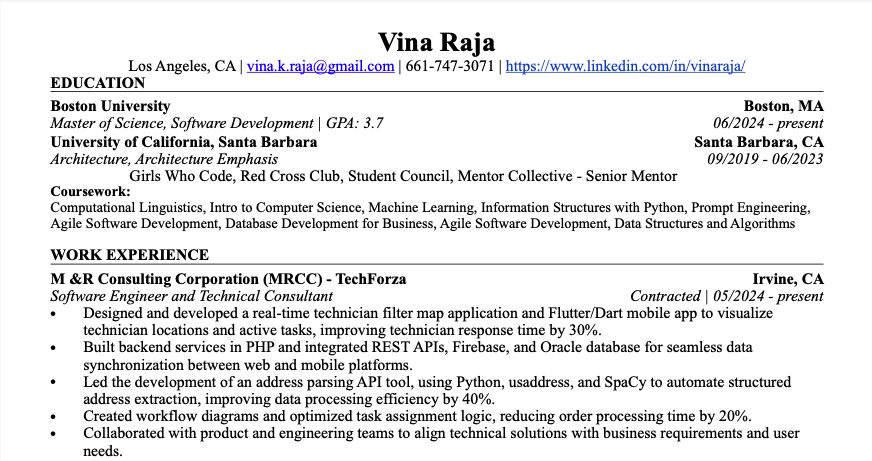 Vina Raja
Los Angeles, CA | vina.k.raja@gmail.com | 661-747-3071 | https://www.linkedin.com/in/vinaraja/
EDUCATION
Boston University Boston, MA
Master of Science, Software Development | GPA: 3.7 06/2024 - present
University of California, Santa Barbara Santa Barbara, CA
Architecture, Architecture Emphasis 09/2019 - 06/2023
Girls Who Code, Red Cross Club, Student Council, Mentor Collective - Senior Mentor
Coursework:
Computational Linguistics, Intro to Computer Science, Machine Learning, Information Structures with Python, Prompt Engineering,
Agile Software Development, Database Development for Business, Agile Software Development, Data Structures and Algorithms
WORK EXPERIENCE
M &R Consulting Corporation (MRCC) - TechForza Irvine, CA
Software Engineer and Technical Consultant Contracted | 05/2024 - present
• Designed and developed a real-time technician filter map application and Flutter/Dart mobile app to visualize
technician locations and active tasks, improving technician response time by 30%.
• Built backend services in PHP and integrated REST APIs, Firebase, and Oracle database for seamless data
synchronization between web and mobile platforms.
• Led the development of an address parsing API tool, using Python, usaddress, and SpaCy to automate structured
address extraction, improving data processing efficiency by 40%.
• Created workflow diagrams and optimized task assignment logic, reducing order processing time by 20%.
• Collaborated with product and engineering teams to align technical solutions with business requirements and user
needs.